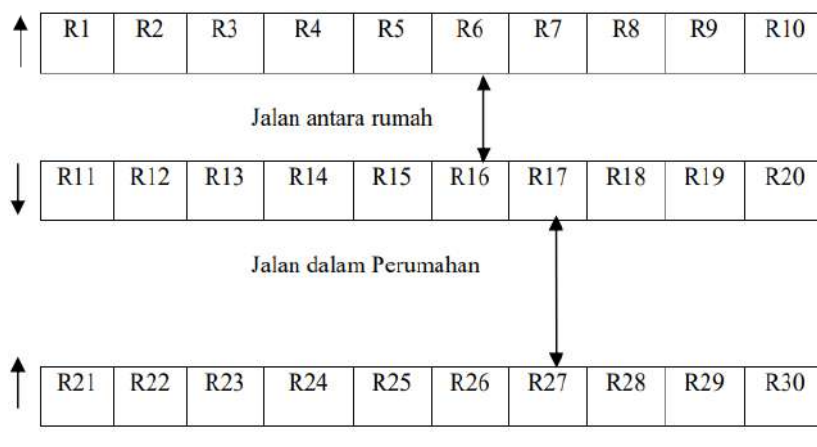 R1 R2 R3 R4 R5 R6 R7 R8 R9 R10
Jalan antara rumah
R11 R12 R13 R14 R15 R16 R17 R18 R19 R20
Jalan dalam Perumahan
R21 R22 R23 R24 R25 R26 R27 R28 R29 R30